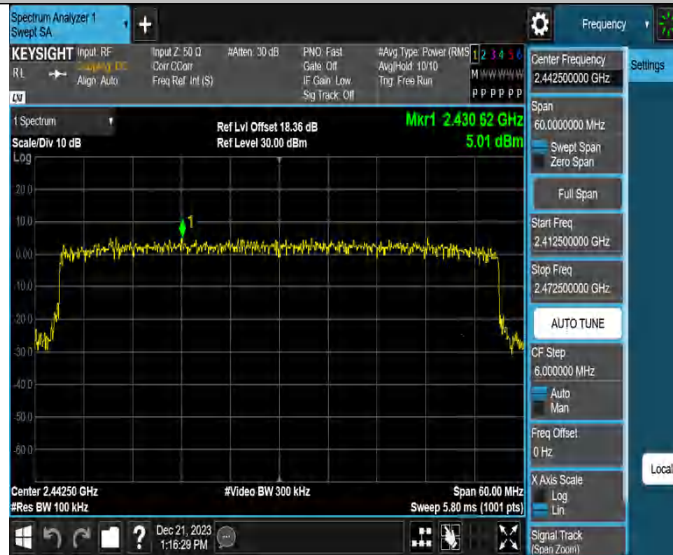 Spectrum Analyzer 1
Swept SA
+
Frequency
KEYSIGHT Input: RF
RL
Coupling: DC
Align: Auto
Input Z: 50 Ω
Corr CCorr
Freq Ref: Int (S)
#Atten: 30 dB
PNO: Fast
Gate: Off
IF Gain: Low
Sig Track: Off
#Avg Type: Power (RMS
Avg|Hold: 10/10
Trig: Free Run
1 2 3 4 5 6
M W W W W W
P P P P P P
1 Spectrum
Scale/Div 10 dB
Log
Ref Lvl Offset 18.36 dB
Ref Level 30.00 dBm
Mkr1 2.430 62 GHz
5.01 dBm
20.0
10.0
0.00
-10.0
-20.0
-30.0
-40.0
-50.0
-60.0
1
Center 2.44250 GHz
#Res BW 100 kHz
#Video BW 300 kHz
Span 60.00 MHz
Sweep 5.80 ms (1001 pts)
Center Frequency
2.442500000 GHz
Settings
Span
60.0000000 MHz
Swept Span
Zero Span
Full Span
Start Freq
2.412500000 GHz
Stop Freq
2.472500000 GHz
AUTO TUNE
CF Step
6.000000 MHz
Auto
Man
Freq Offset
0 Hz
X Axis Scale
Log
Lin
Local
Signal Track
(Span Zoom)
?
Dec 21, 2023
1:16:29 PM